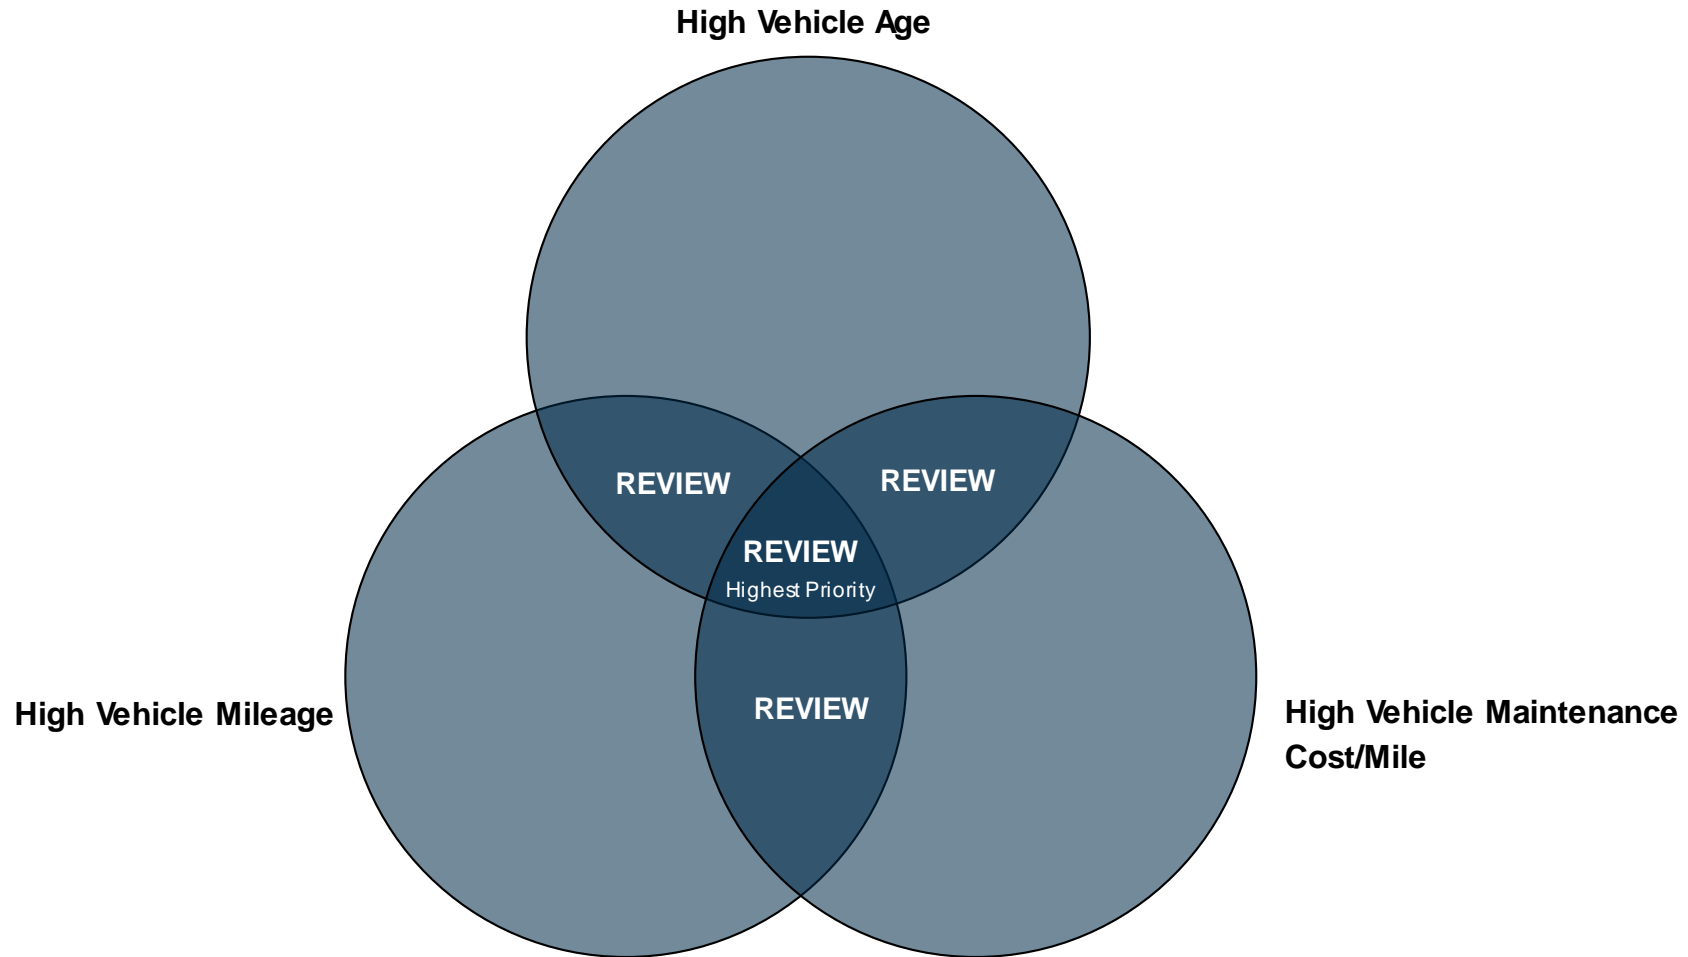 High Vehicle Age
REVIEW
REVIEW
REVIEW
Highest Priority
REVIEW
High Vehicle Mileage
High Vehicle Maintenance
Cost/Mile